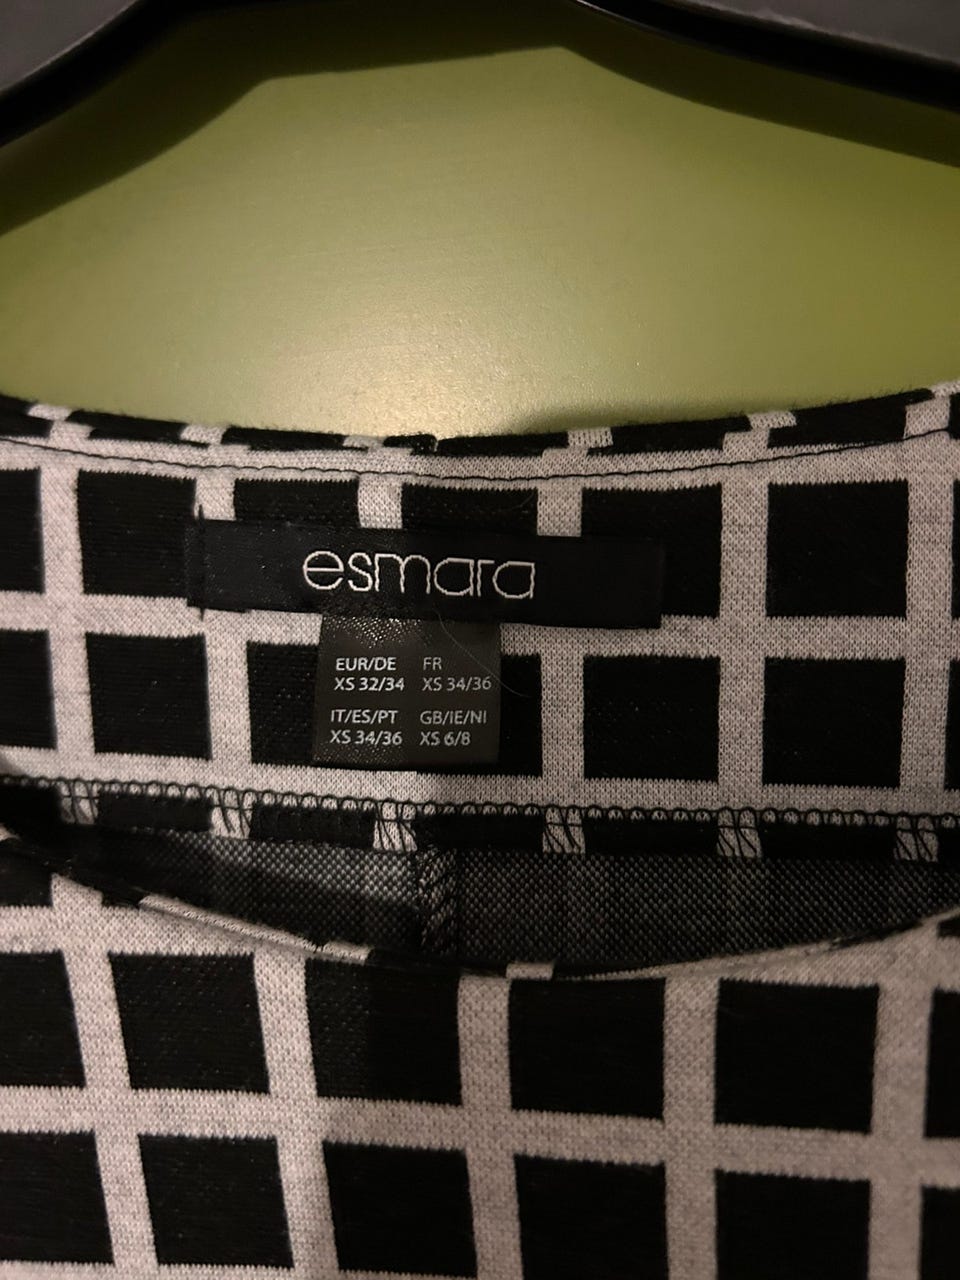 esmara
EUR/DE FR
XS 32/34 XS 34/36
IT/ES/PT GB/IE/NI
XS 34/36 XS 6/8